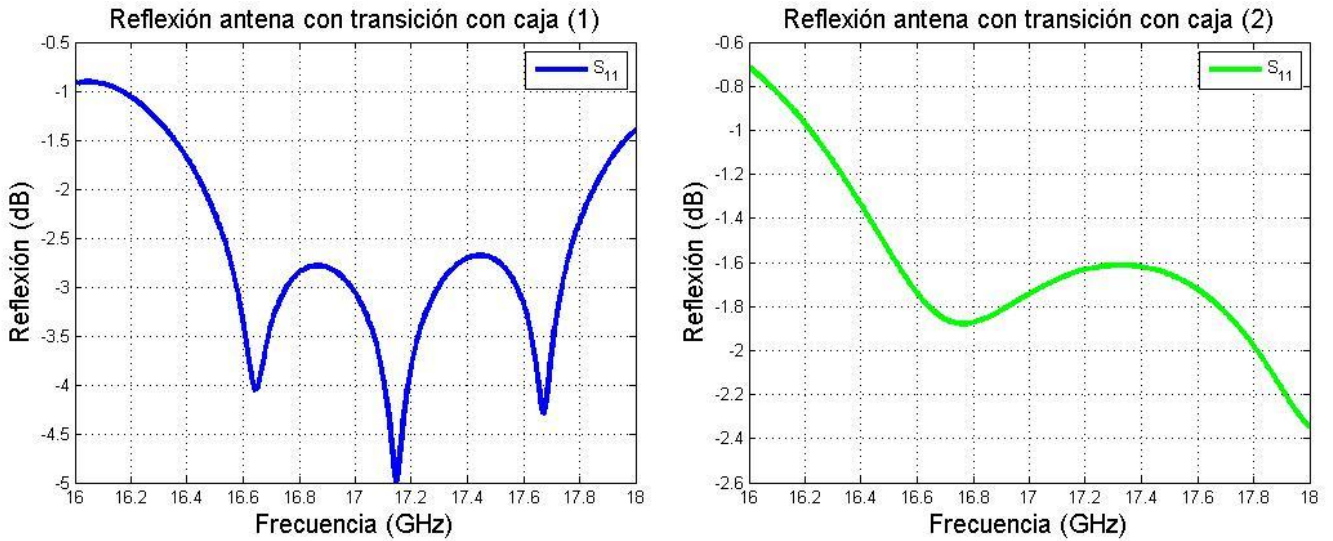 Reflexión antena con transición con caja (1)
-0.5
-1
-1.5
-2
-2.5
-3
-3.5
-4
-4.5
-5
Reflexión (dB)
S11
16 16.2 16.4 16.6 16.8 17 17.2 17.4 17.6 17.8 18
Frecuencia (GHz)
Reflexión antena con transición con caja (2)
-0.6
-0.8
-1
-1.2
-1.4
-1.6
-1.8
-2
-2.2
-2.4
-2.6
Reflexión (dB)
S11
16 16.2 16.4 16.6 16.8 17 17.2 17.4 17.6 17.8 18
Frecuencia (GHz)